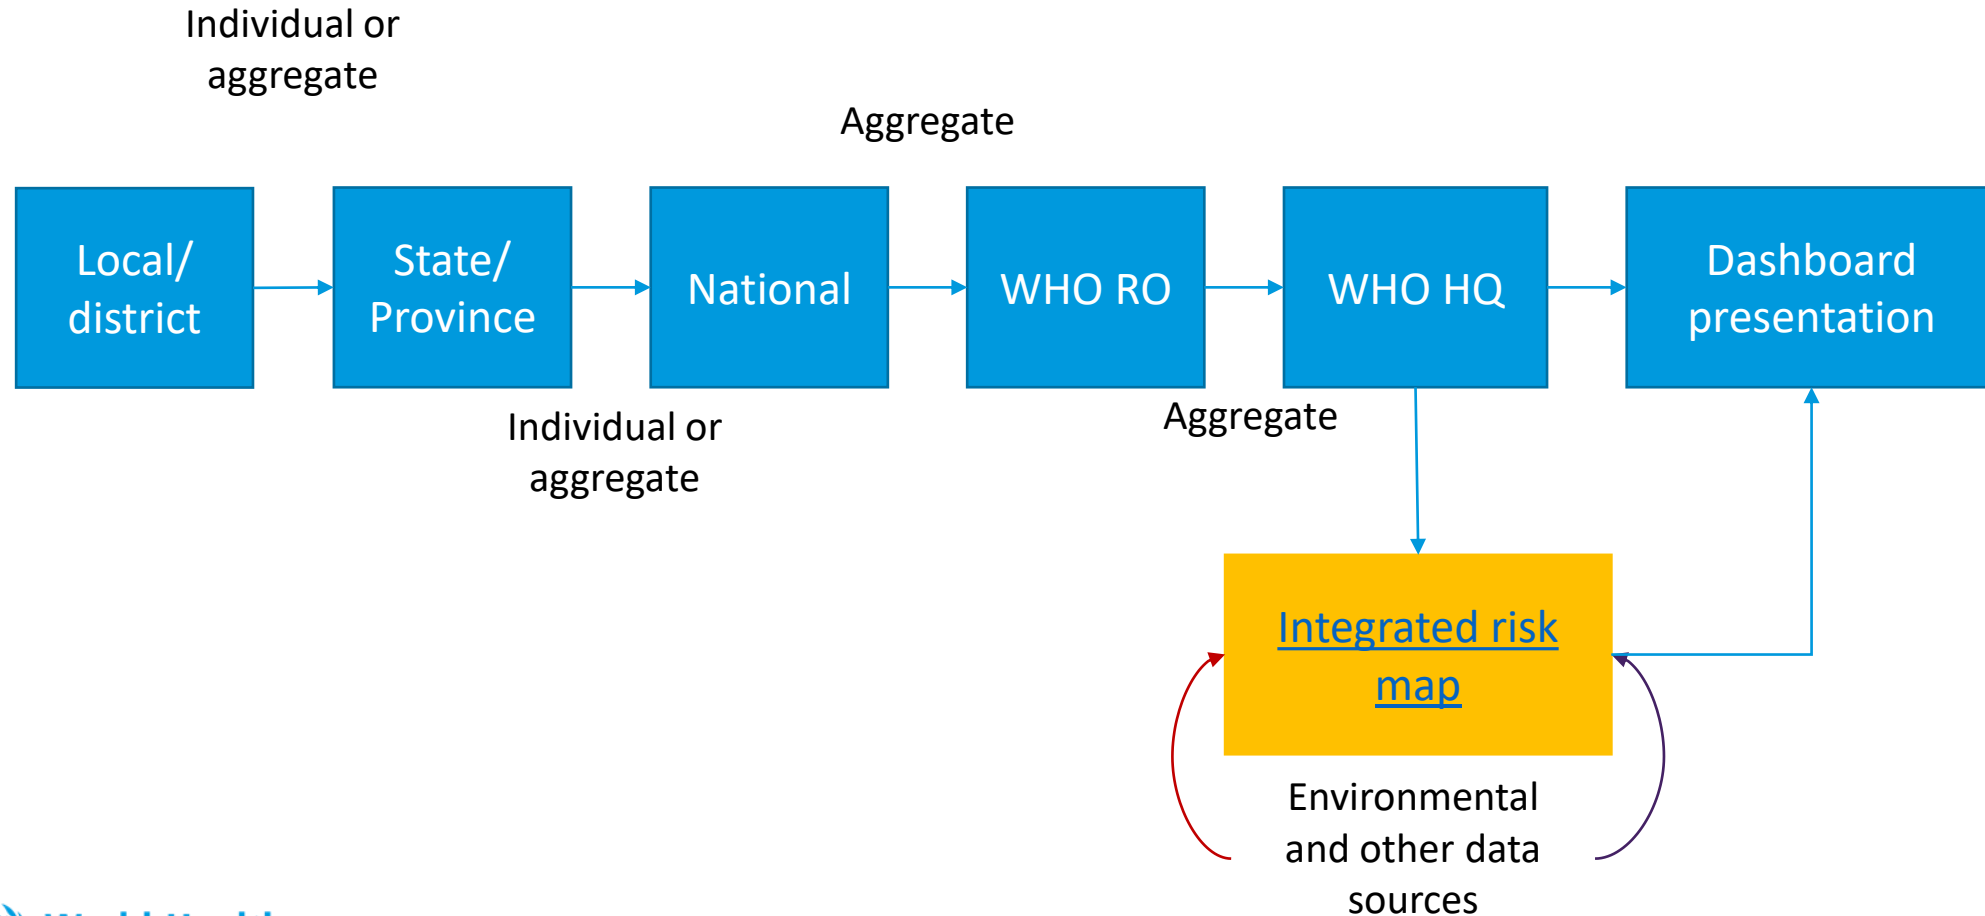 Individual or
aggregate
Aggregate
Local/
district
State/
Province
National
WHO RO
WHO HQ
Dashboard
presentation
Individual or
aggregate
Aggregate
Integrated risk
map
Environmental
and other data
sources